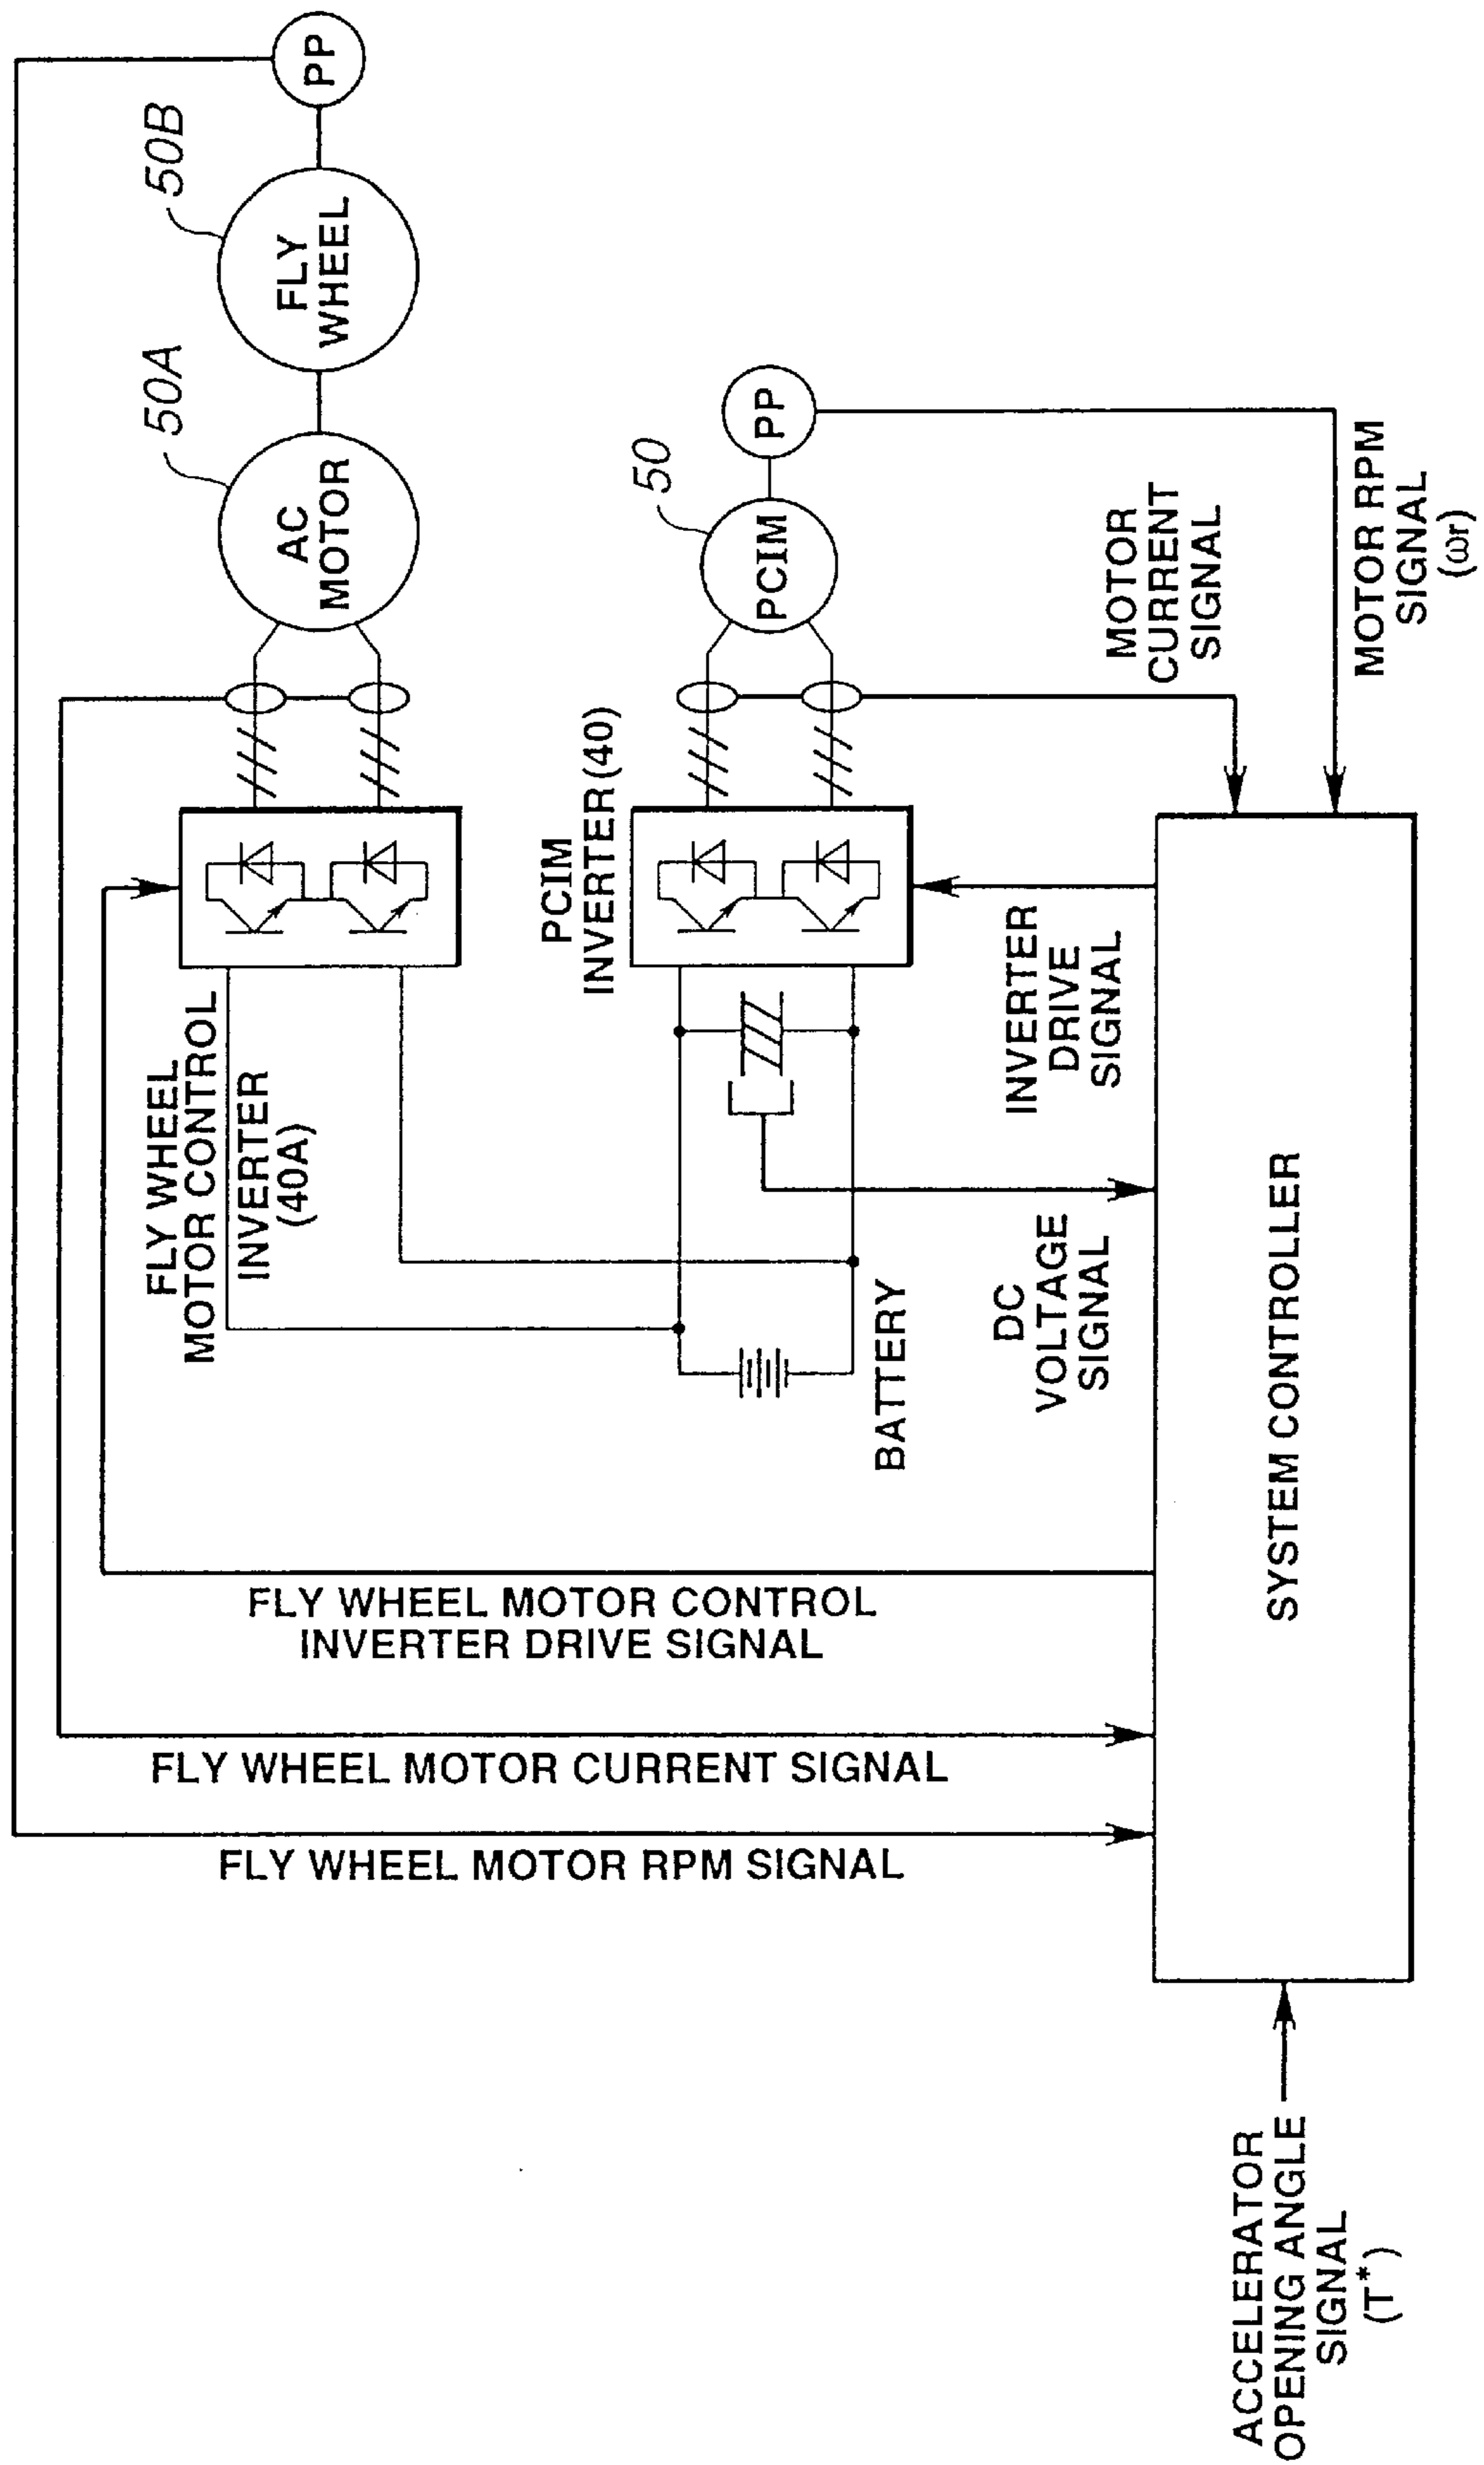 PP
50B
FLY
WHEEL
50A
AC
MOTOR
FLY WHEEL
MOTOR CONTROL
INVERTER
(40A)
PCIM
INVERTER (40)
50
PCIM
PP
BATTERY
DC
VOLTAGE
SIGNAL
INVERTER
DRIVE
SIGNAL
MOTOR
CURRENT
SIGNAL
MOTOR RPM
SIGNAL
(ωr)
FLY WHEEL MOTOR CONTROL
INVERTER DRIVE SIGNAL
FLY WHEEL MOTOR CURRENT SIGNAL
FLY WHEEL MOTOR RPM SIGNAL
SYSTEM CONTROLLER
ACCELERATOR
OPENING ANGLE
SIGNAL
(T*)